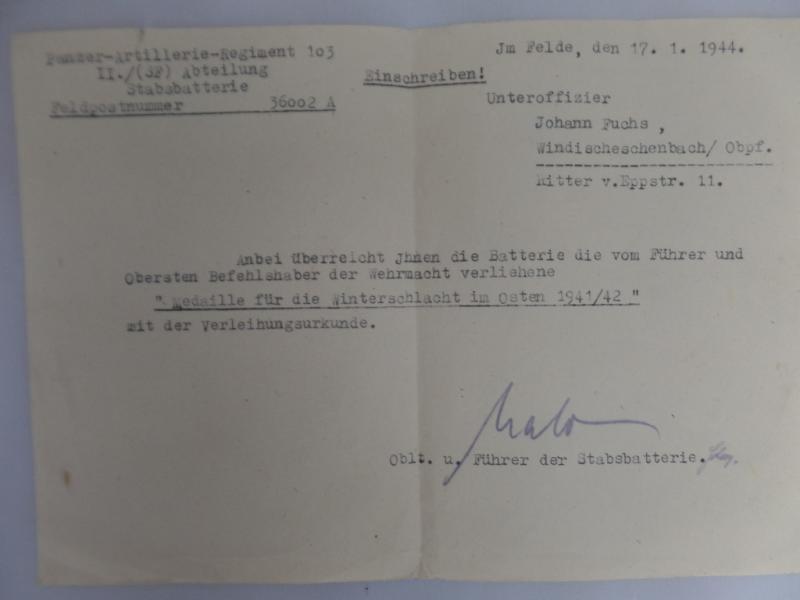 Panzer-Artillerie-Regiment 103
II./(SF) Abteilung
Stabsbatterie
Feldpostnummer 36002 A
Jm Felde, den 17. 1. 1944.
Einschreiben!
Unteroffizier
Johann Fuchs ,
Windischeschenbach/ Obpf.
Ritter v.Eppstr. 11.
Anbei überreicht Jhnen die Batterie die vom Führer und
Obersten Befehlshaber der Wehrmacht verliehene
" Medaille für die Winterschlacht im Osten 1941/42 "
mit der Verleihungsurkunde.
Oblt. u. Führer der Stabsbatterie.